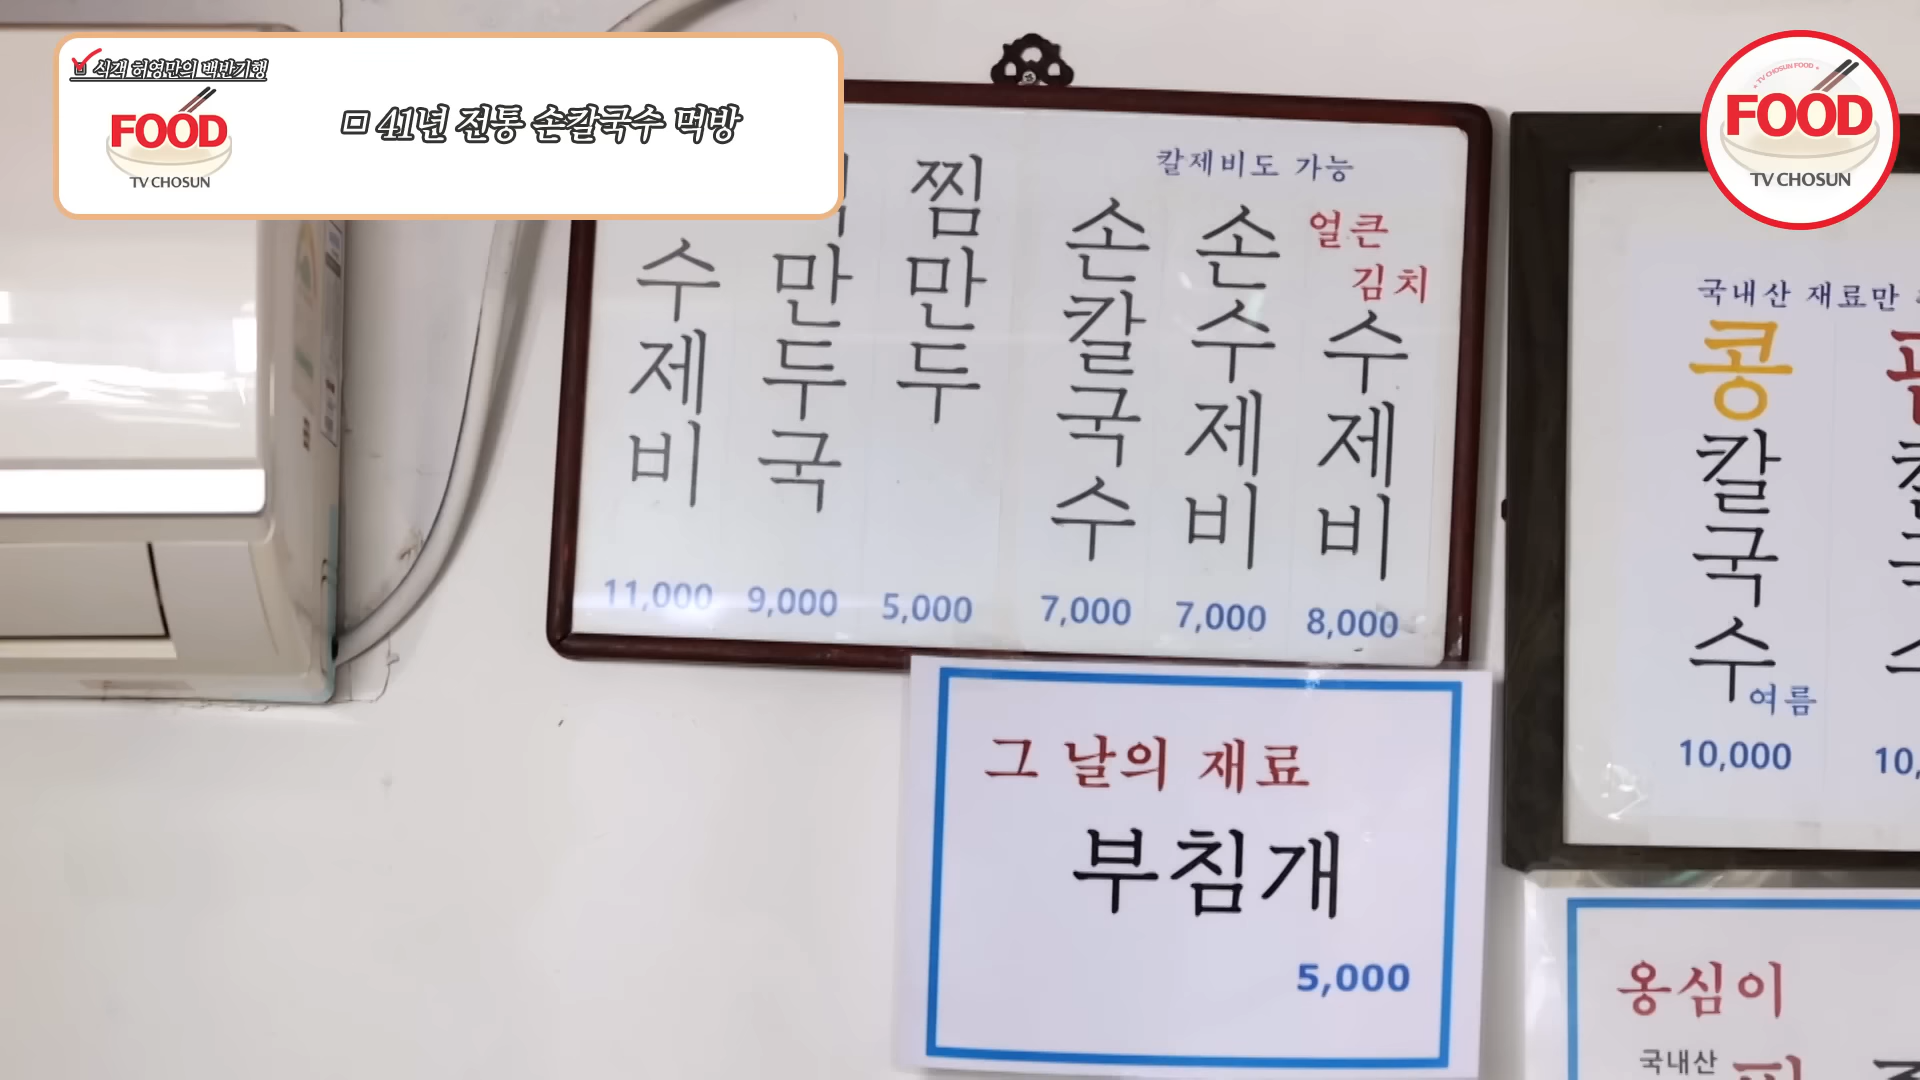 식객 허영만의 백반기행
FOOD
TV CHOSUN
ㅁ 41년 전통 손칼국수 먹방
TV CHOSUN FOOD
FOOD
TV CHOSUN
수제비
11,000
만두국
9,000
찜만두
5,000
칼제비도 가능
손칼국수
7,000
손수제비
7,000
얼큰
김치
수제비
8,000
그 날의 재료
부침개
5,000
국내산 재료만
콩칼국수
여름
10,000
옹심이
국내산